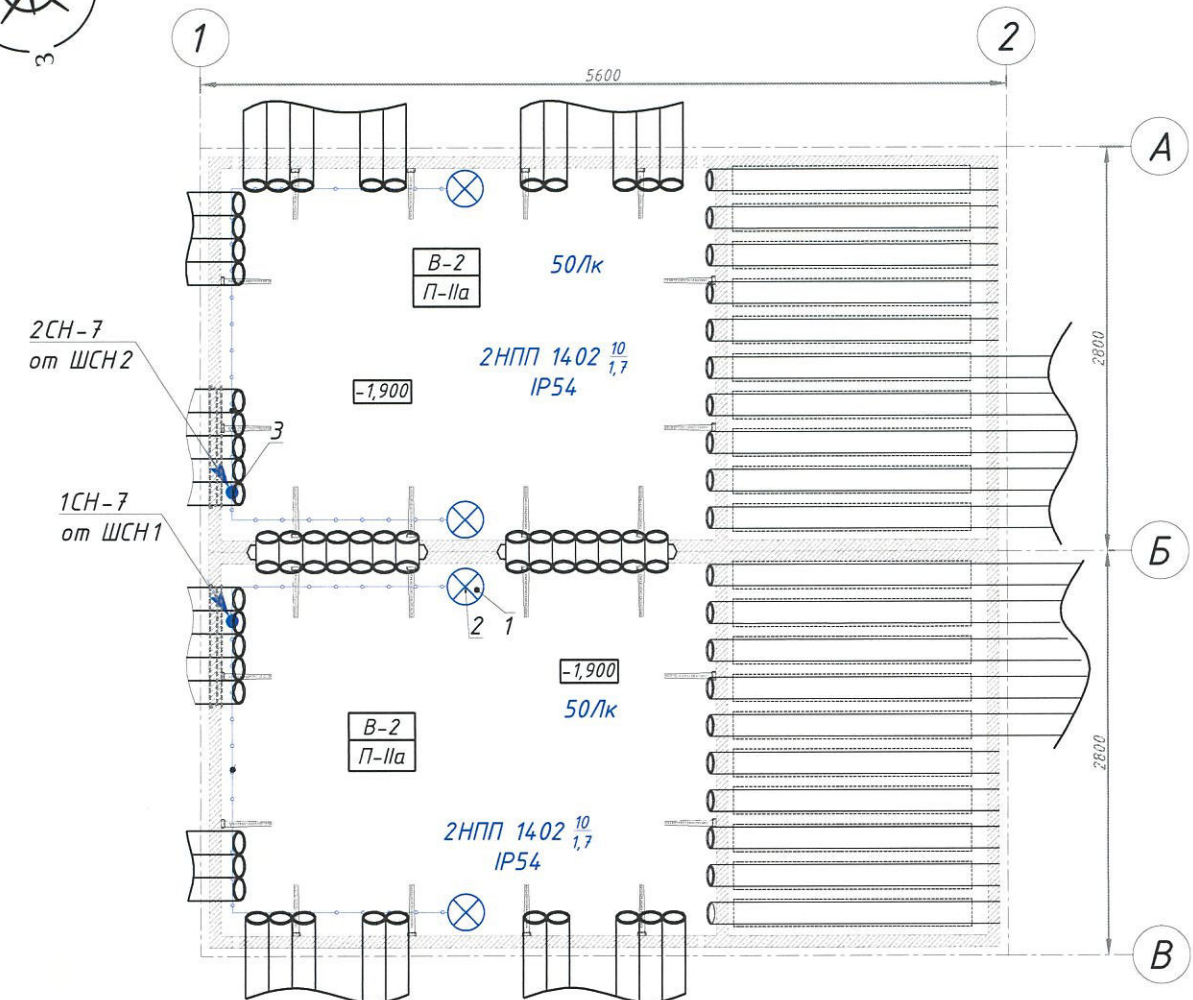 З
1
2
5600
А
В-2
П-IIа
50Лк
2СН-7
от ШСН2
2НПП 1402 10/1,7
IP54
-1,900
2800
3
1СН-7
от ШСН1
Б
2 1
-1,900
50Лк
В-2
П-IIа
2800
2НПП 1402 10/1,7
IP54
В